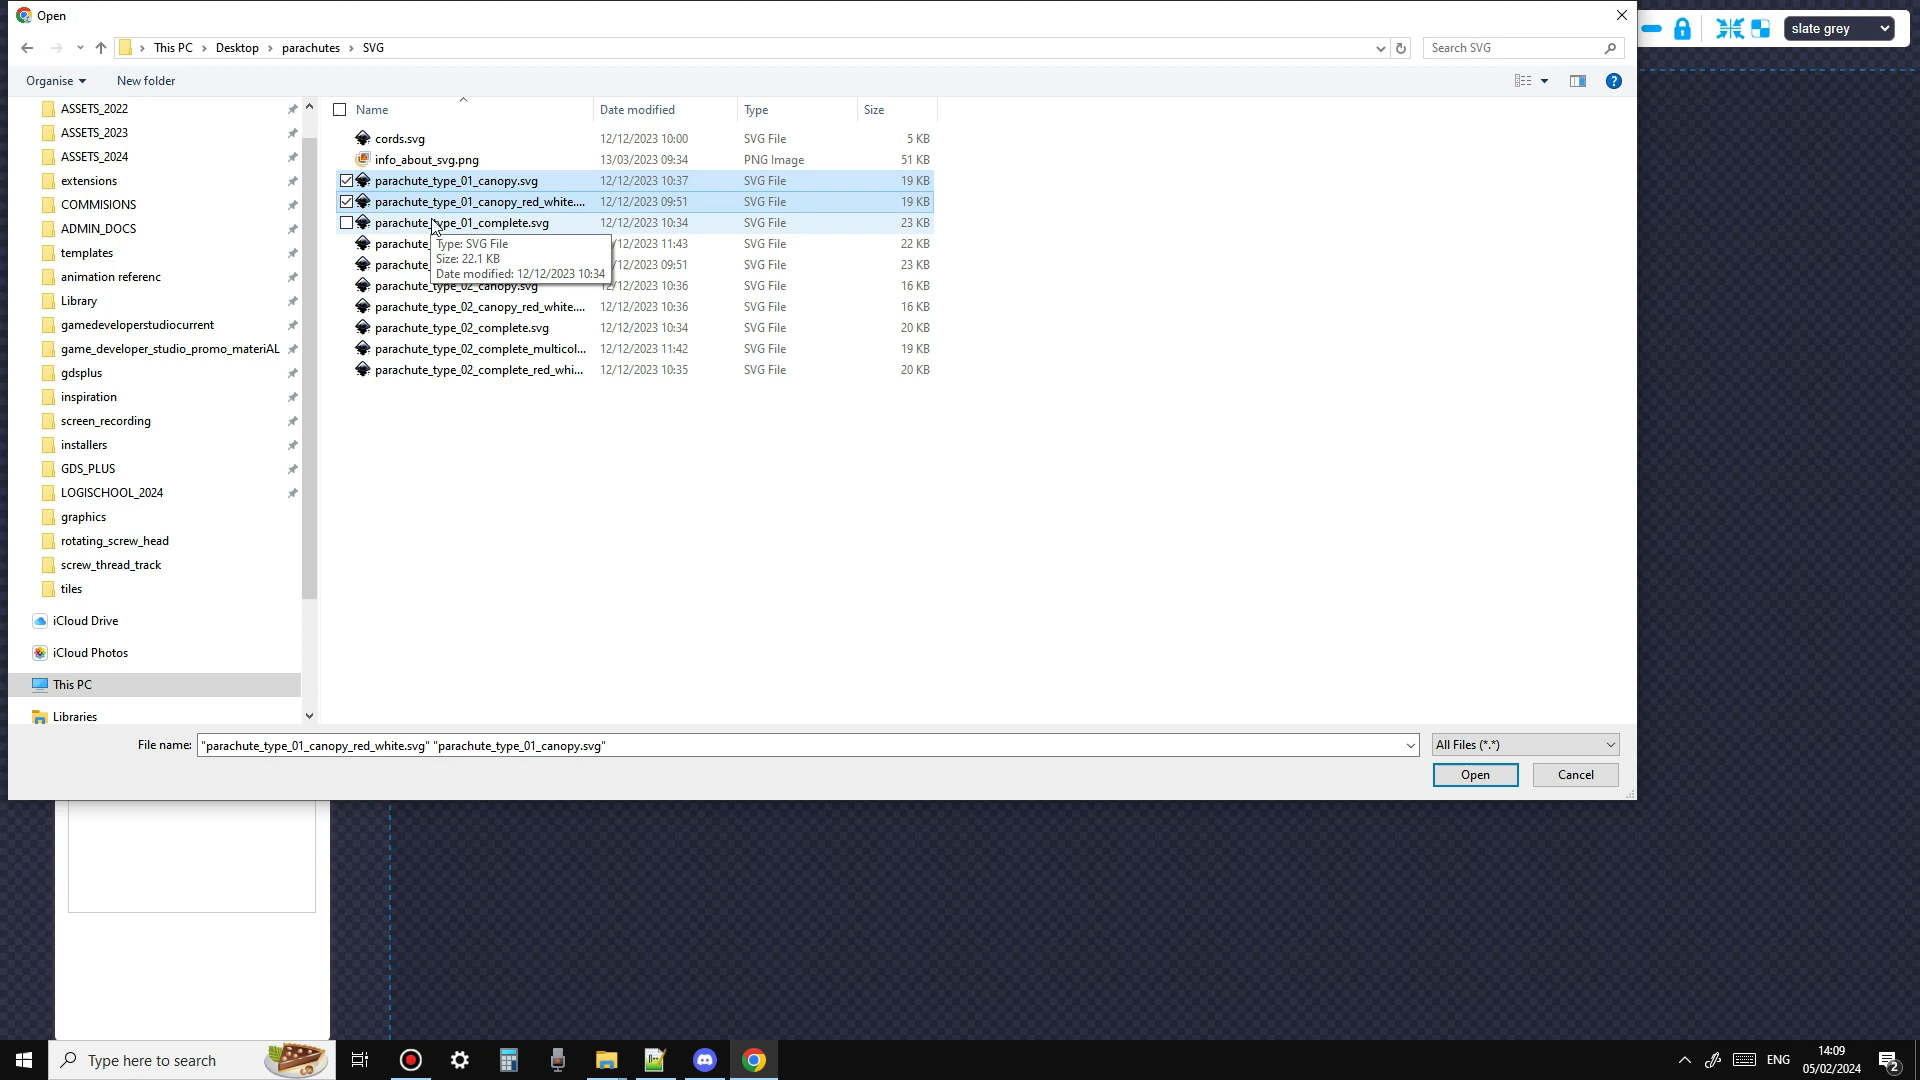 Open
This PC > Desktop > parachutes > SVG
Search SVG
slate grey
Organise
New folder
Name
Date modified
Type
Size
ASSETS_2022
ASSETS_2023
ASSETS_2024
extensions
COMMISIONS
ADMIN_DOCS
templates
animation referenc
Library
gamedeveloperstudiocurrent
game_developer_studio_promo_materiAL
gdsplus
inspiration
screen_recording
installers
GDS_PLUS
LOGISCHOOL_2024
graphics
rotating_screw_head
screw_thread_track
tiles
iCloud Drive
iCloud Photos
This PC
Libraries
cords.svg 12/12/2023 10:00 SVG File 5 KB
info_about_svg.png 13/03/2023 09:34 PNG Image 51 KB
parachute_type_01_canopy.svg 12/12/2023 10:37 SVG File 19 KB
parachute_type_01_canopy_red_white.... 12/12/2023 09:51 SVG File 19 KB
parachute_type_01_complete.svg 12/12/2023 10:34 SVG File 23 KB
parachute_ /12/2023 11:43 SVG File 22 KB
parachute_ /12/2023 09:51 SVG File 23 KB
parachute_type_02_canopy.svg 12/12/2023 10:36 SVG File 16 KB
parachute_type_02_canopy_red_white.... 12/12/2023 10:36 SVG File 16 KB
parachute_type_02_complete.svg 12/12/2023 10:34 SVG File 20 KB
parachute_type_02_complete_multicol... 12/12/2023 11:42 SVG File 19 KB
parachute_type_02_complete_red_whi... 12/12/2023 10:35 SVG File 20 KB
Type: SVG File
Size: 22.1 KB
Date modified: 12/12/2023 10:34
File name: "parachute_type_01_canopy_red_white.svg" "parachute_type_01_canopy.svg"
All Files (*.*)
Open
Cancel
Type here to search
ENG
14:09
05/02/2024
2